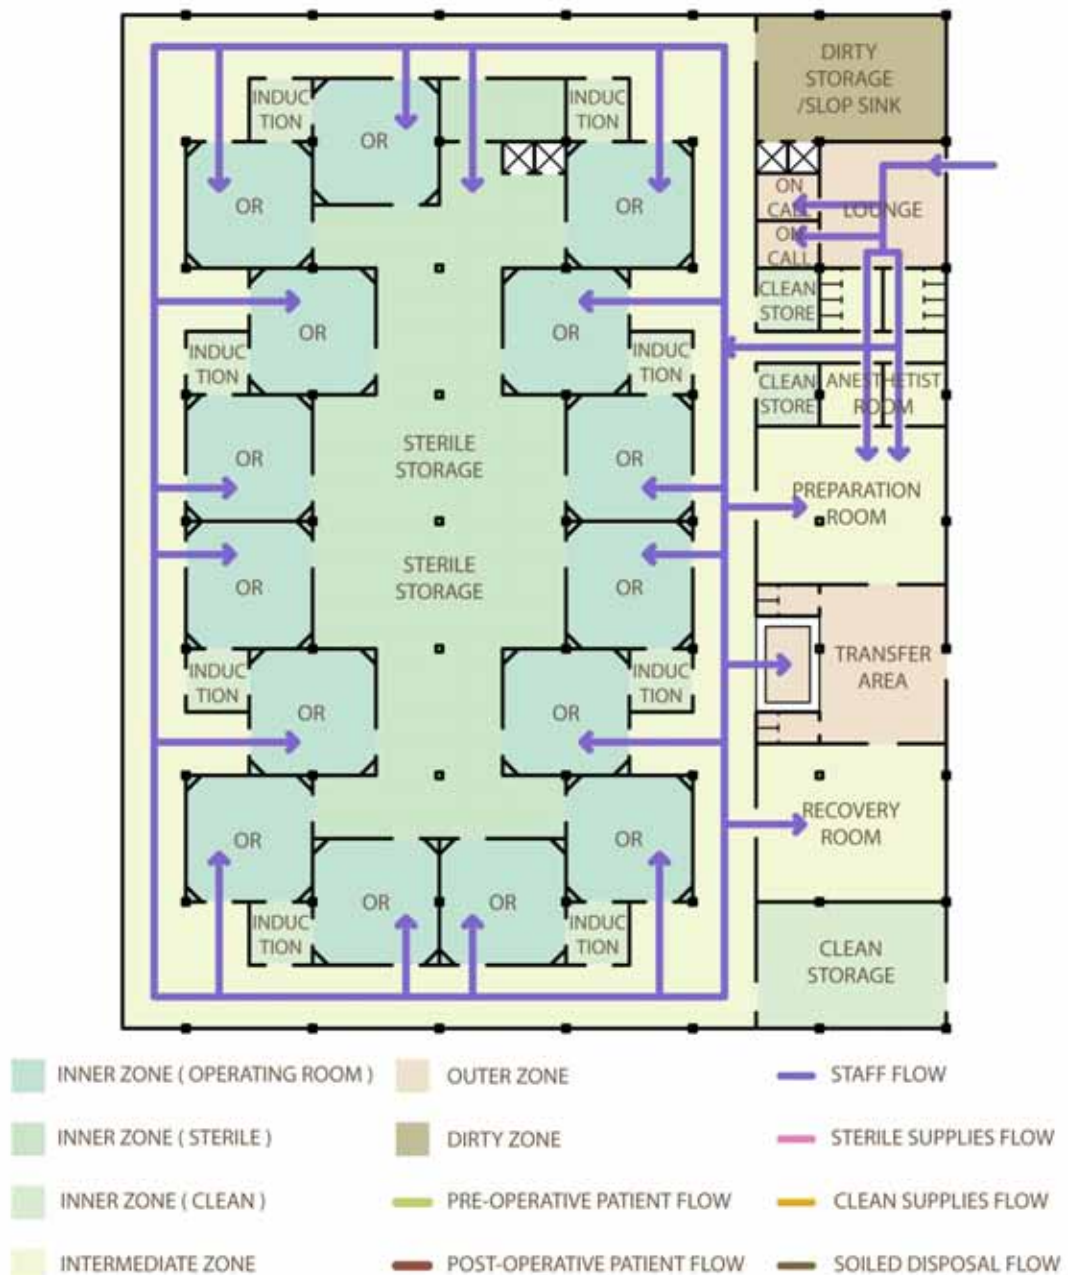 DIRTY
STORAGE
/SLOP SINK
INDUC
TION
INDUC
TION
OR
OR
OR
ON
CALL
LOUNGE
ON
CALL
CLEAN
STORE
OR
OR
INDUC
TION
INDUC
TION
CLEAN
STORE
ANESTHETIST
ROOM
OR
STERILE
STORAGE
OR
PREPARATION
ROOM
OR
STERILE
STORAGE
OR
INDUC
TION
INDUC
TION
TRANSFER
AREA
OR
OR
OR
OR
RECOVERY
ROOM
OR
OR
INDUC
TION
INDUC
TION
CLEAN
STORAGE
INNER ZONE ( OPERATING ROOM )
OUTER ZONE
STAFF FLOW
INNER ZONE ( STERILE )
DIRTY ZONE
STERILE SUPPLIES FLOW
INNER ZONE ( CLEAN )
PRE-OPERATIVE PATIENT FLOW
CLEAN SUPPLIES FLOW
INTERMEDIATE ZONE
POST-OPERATIVE PATIENT FLOW
SOILED DISPOSAL FLOW